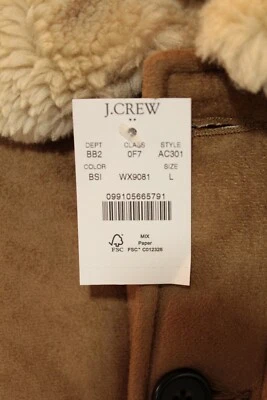 J.CREW
DEPT CLASS STYLE
BB2 0F7 AC301
COLOR SIZE
BSI WX9081 L
099105665791
FSC
MIX
Paper
FSC® C012326